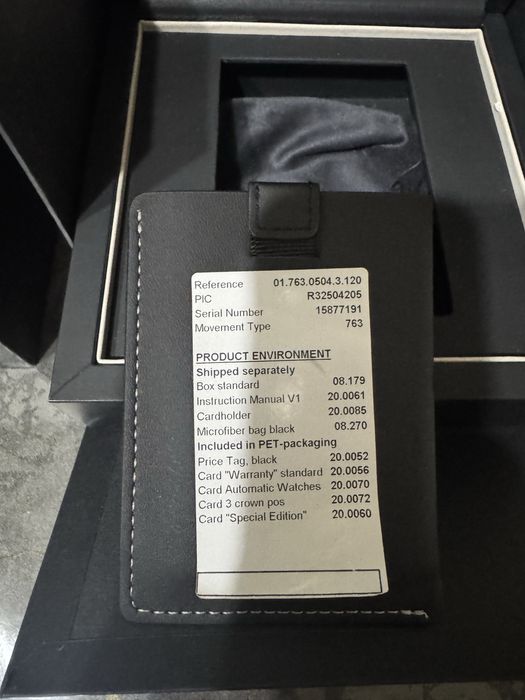 Reference 01.763.0504.3.120
PIC R32504205
Serial Number 15877191
Movement Type 763
PRODUCT ENVIRONMENT
Shipped separately
Box standard 08.179
Instruction Manual V1 20.0061
Cardholder 20.0085
Microfiber bag black 08.270
Included in PET-packaging
Price Tag, black 20.0052
Card "Warranty" standard 20.0056
Card Automatic Watches 20.0070
Card 3 crown pos 20.0072
Card "Special Edition" 20.0060